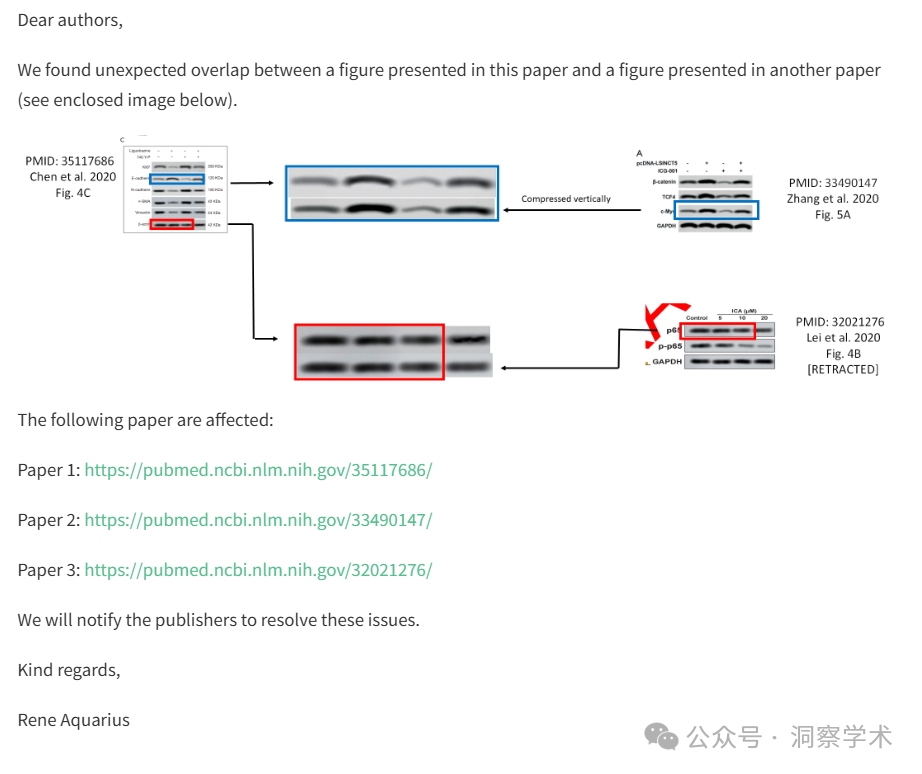 Dear authors,
We found unexpected overlap between a figure presented in this paper and a figure presented in another paper
(see enclosed image below).
C
PMID: 35117686
Chen et al. 2020
Fig. 4C
Lipofectamine - + - +
E-cadherin
N-cadherin
Vimentin
Compressed vertically
A
pcDNA-LSINCT5 - + - +
ICG-001 - - + +
β-catenin
TCF4
c-My
GAPDH
PMID: 33490147
Zhang et al. 2020
Fig. 5A
ICA (μM)
Control 5 10 20
p65
p-p65
GAPDH
PMID: 32021276
Lei et al. 2020
Fig. 4B
[RETRACTED]
The following paper are affected:
Paper 1: https://pubmed.ncbi.nlm.nih.gov/35117686/
Paper 2: https://pubmed.ncbi.nlm.nih.gov/33490147/
Paper 3: https://pubmed.ncbi.nlm.nih.gov/32021276/
We will notify the publishers to resolve these issues.
Kind regards,
Rene Aquarius
公众号 · 洞察学术